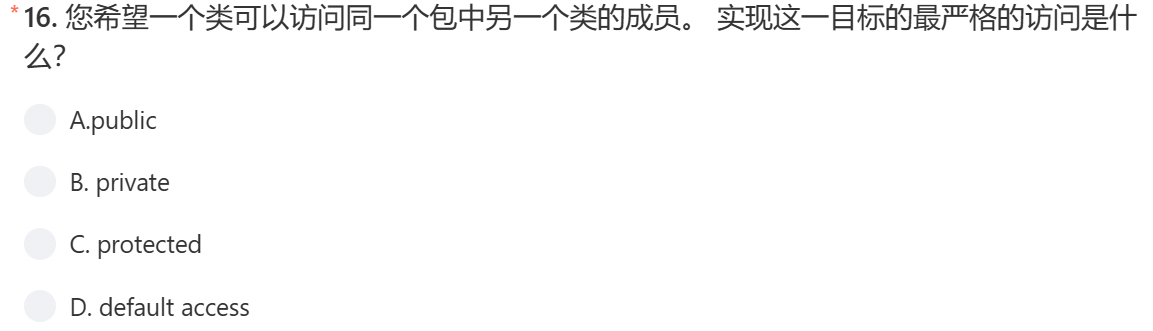 *16. 您希望一个类可以访问同一个包中另一个类的成员。 实现这一目标的最严格的访问是什
么?
A.public
B. private
C. protected
D. default access